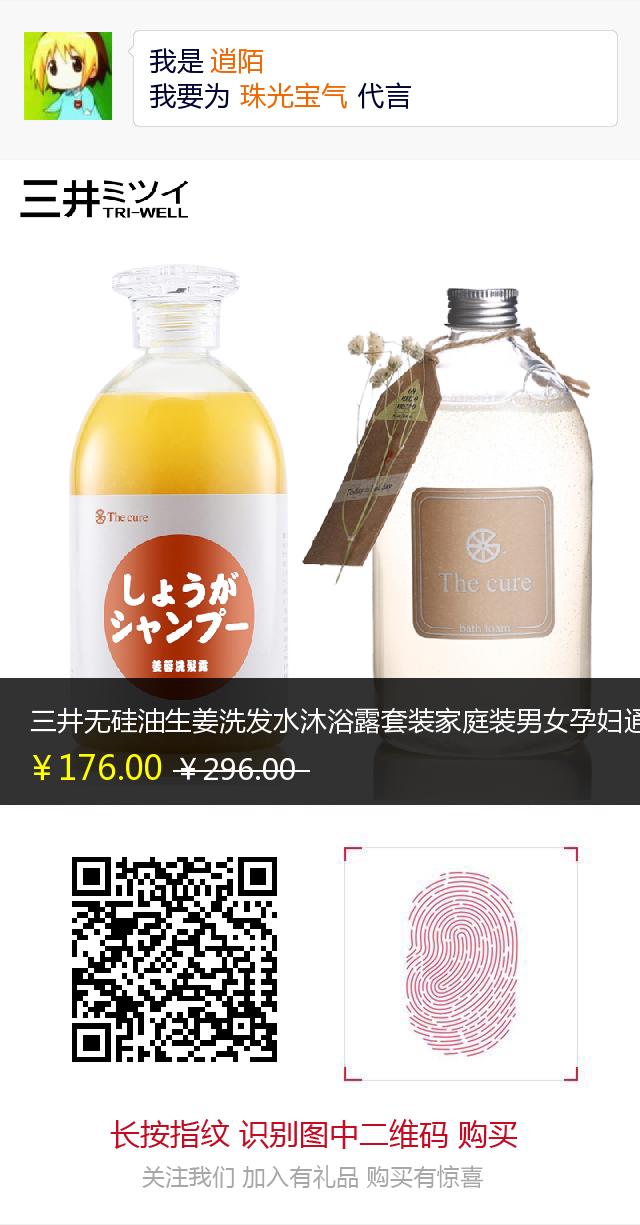 我是 逍陌
我要为 珠光宝气 代言
三井ミツイ
TRI-WELL
The cure
しょうが
シャンプー
姜蓉洗髮露
The cure
bath foam
三井无硅油生姜洗发水沐浴露套装家庭装男女孕妇通
￥176.00 ￥296.00
长按指纹 识别图中二维码 购买
关注我们 加入有礼品 购买有惊喜